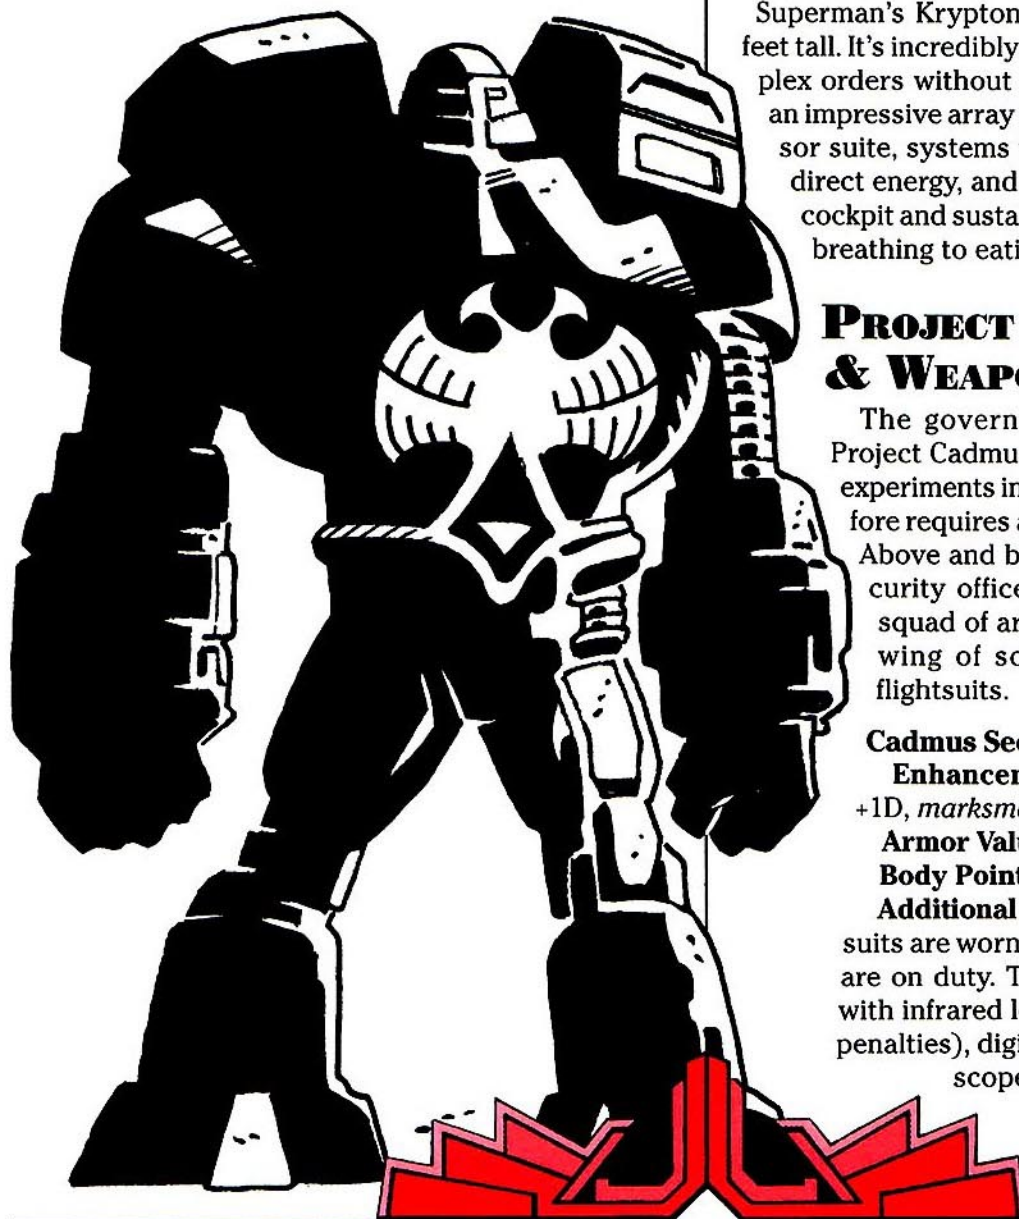 Superman's Krypton
feet tall. It's incredibly
plex orders without
an impressive array
sor suite, systems
direct energy, and
cockpit and susta
breathing to eati
PROJECT
& WEAP
The govern
Project Cadmu
experiments in
fore requires a
Above and b
curity office
squad of ar
wing of so
flightsuits.
Cadmus Sec
Enhancer
+1D, marksma
Armor Valu
Body Point
Additional
suits are worn
are on duty. T
with infrared l
penalties), digi
scope